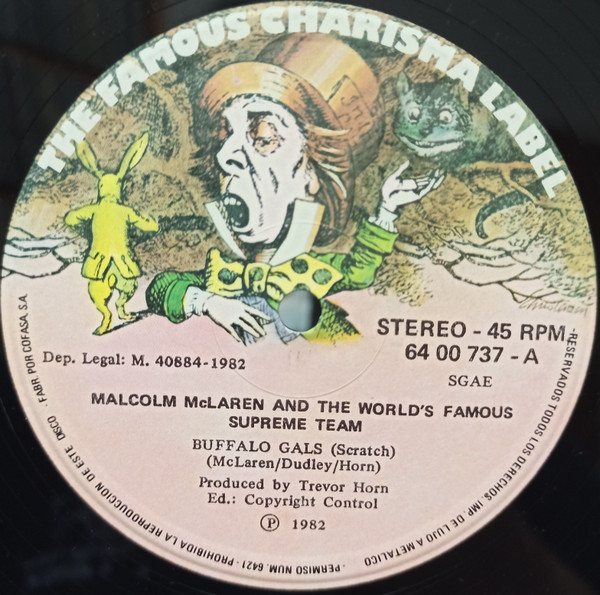 THE FAMOUS CHARISMA LABEL
STEREO - 45 RPM.
64 00 737 - A
Dep. Legal: M. 40884-1982
SGAE
MALCOLM McLAREN AND THE WORLD'S FAMOUS
SUPREME TEAM
BUFFALO GALS (Scratch)
(McLaren/Dudley/Horn)
Produced by Trevor Horn
Ed.: Copyright Control
Ⓟ 1982
-RESERVADOS TODOS LOS DERECHOS. IMP. DE LUJO A METALICO · PERMISO NUM. 6421 · PROHIBIDA LA REPRODUCCION DE ESTE DISCO · FABR. POR COFASA, S.A.